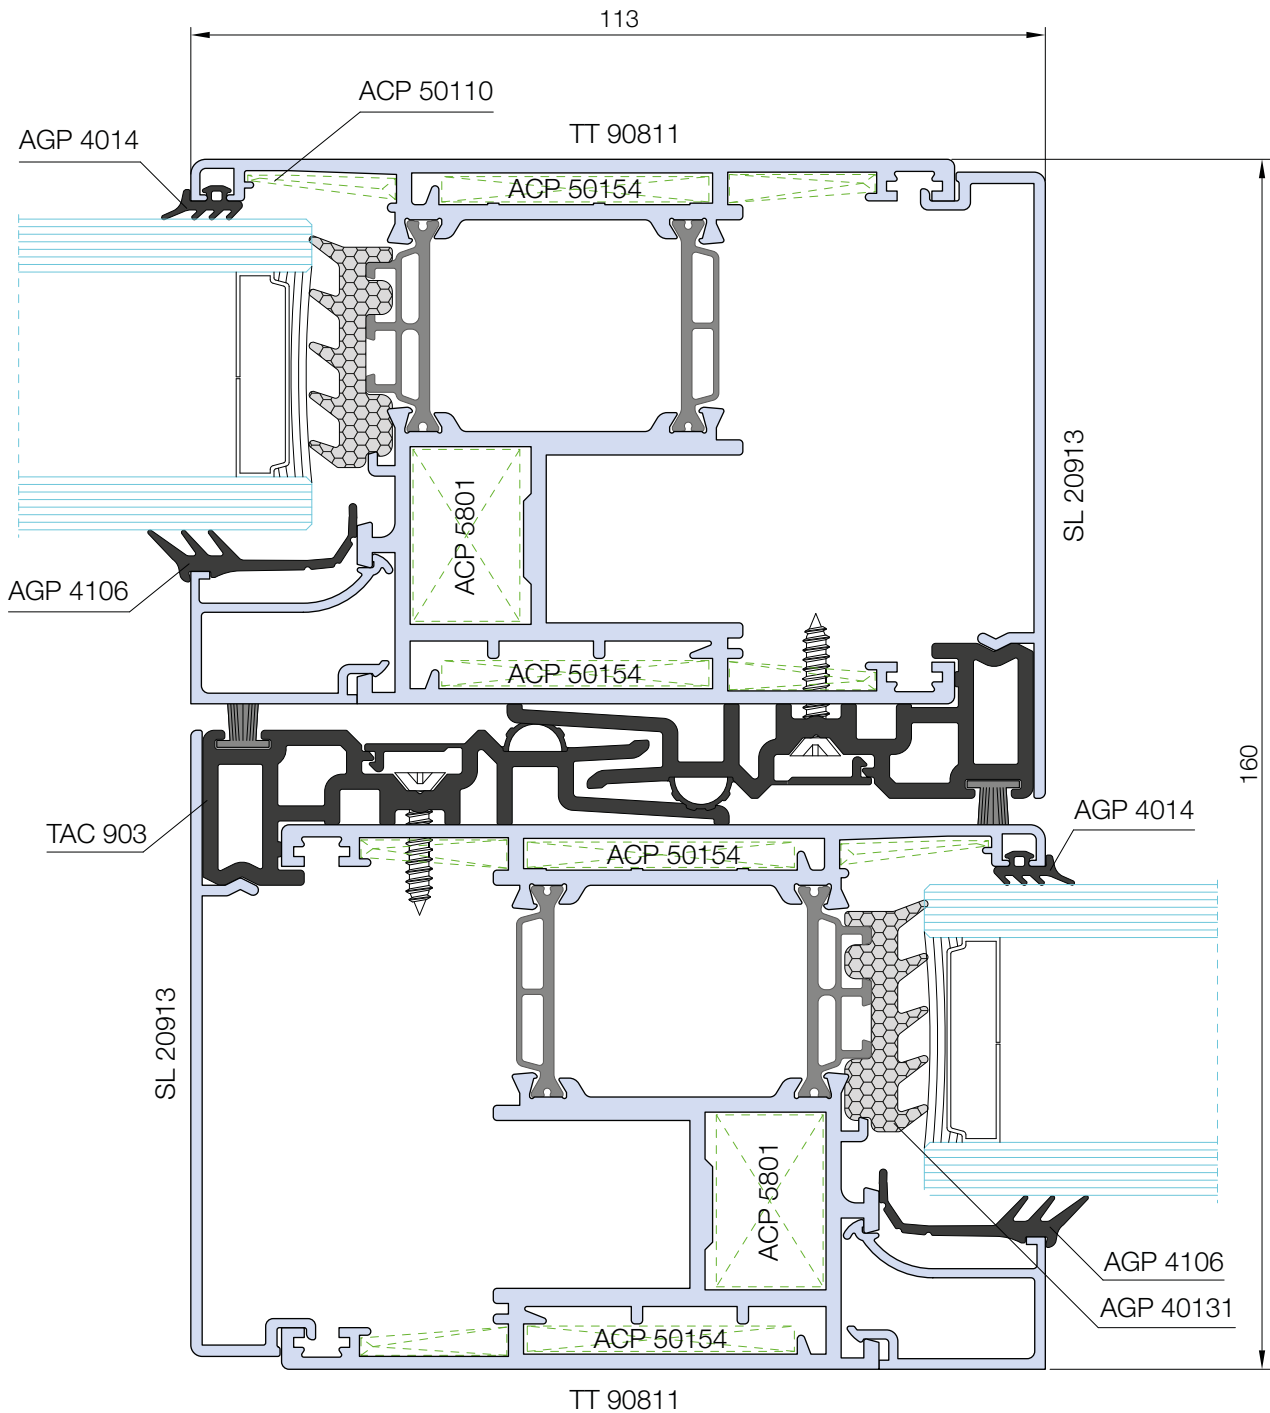 113
ACP 50110
TT 90811
AGP 4014
ACP 50154
SL 20913
ACP 5801
AGP 4106
ACP 50154
160
TAC 903
AGP 4014
ACP 50154
SL 20913
ACP 5801
AGP 4106
AGP 40131
ACP 50154
TT 90811